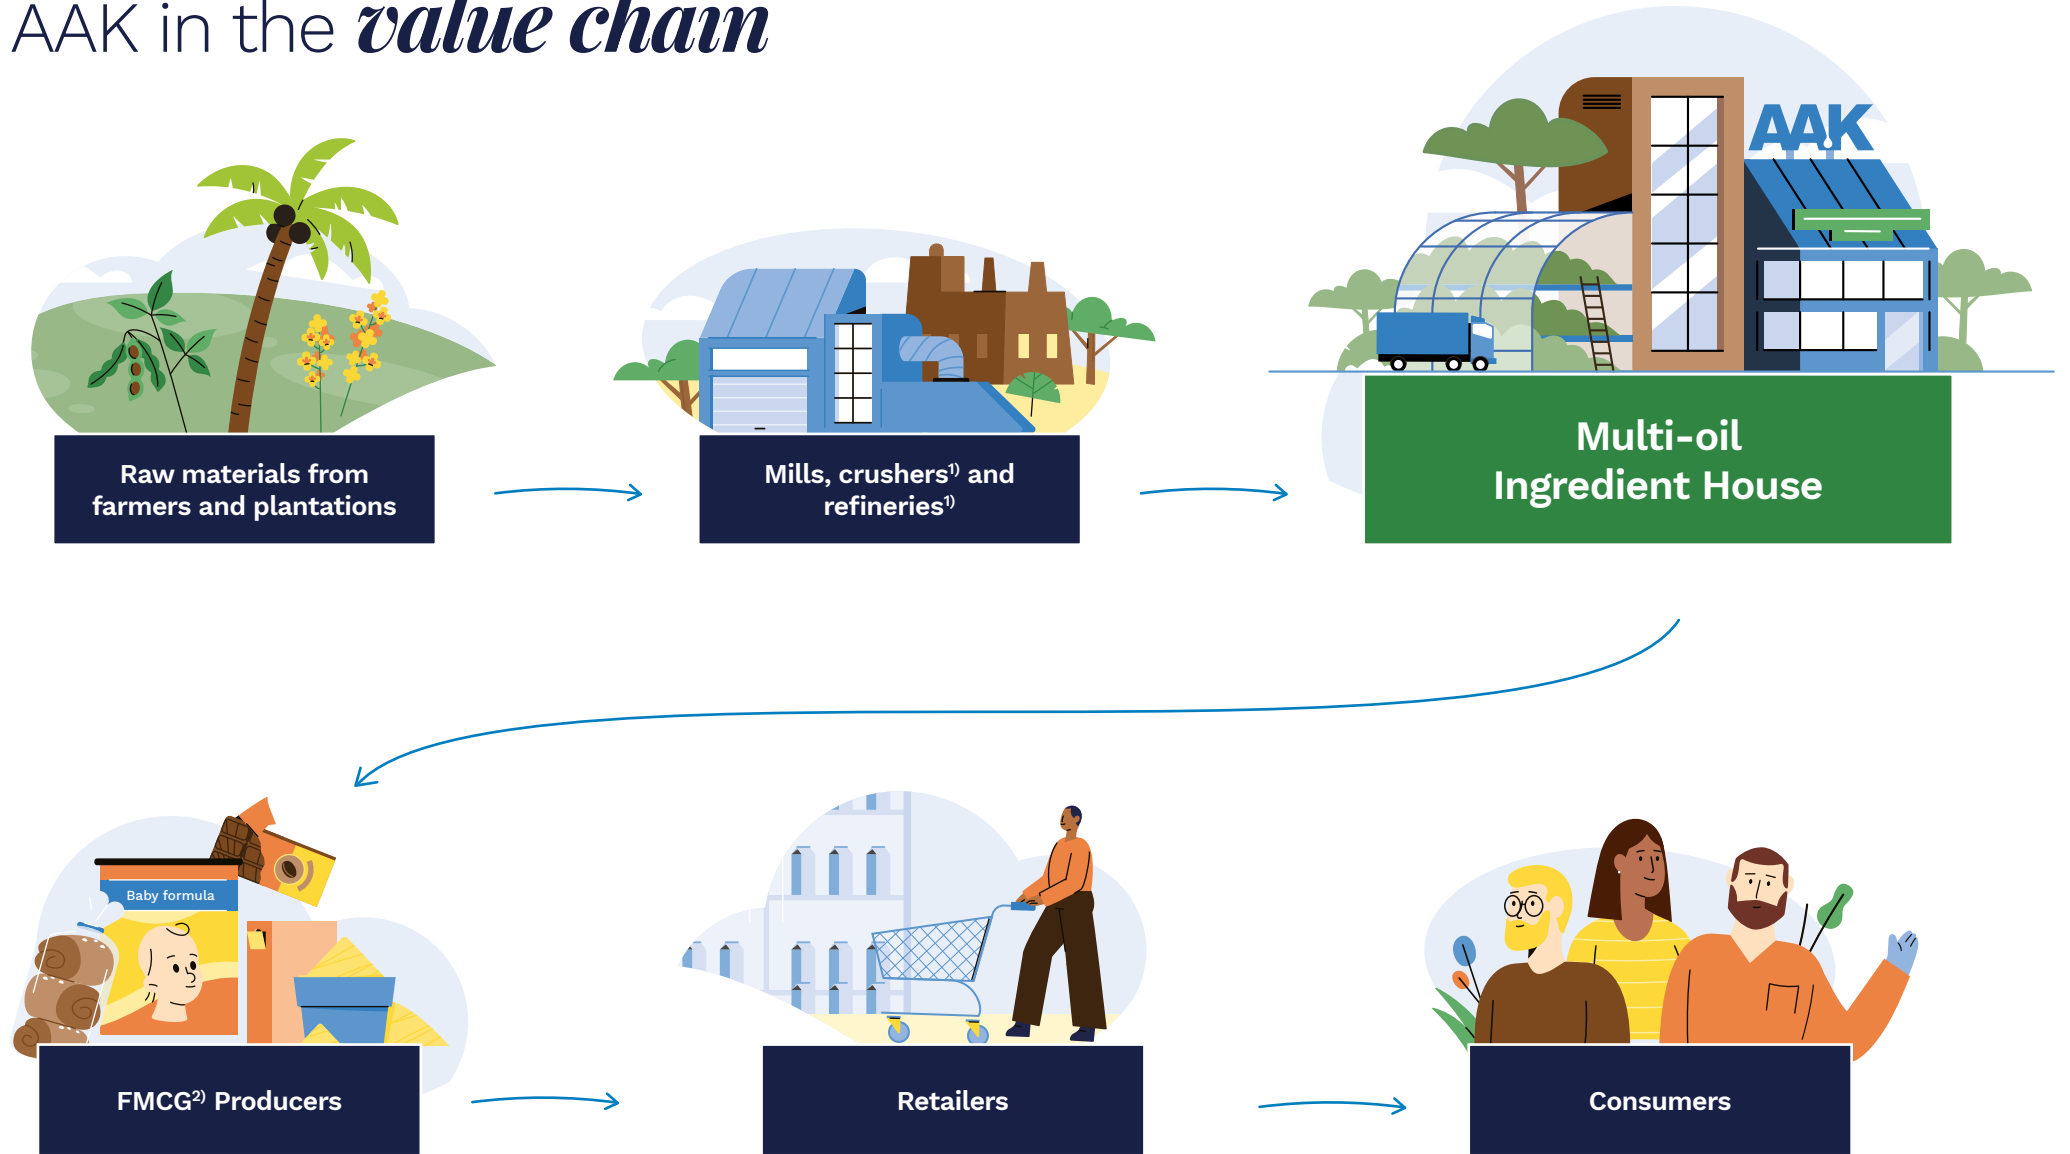 AAK in the value chain
AAK
Raw materials from
farmers and plantations
Mills, crushers¹⁾ and
refineries¹⁾
Multi-oil
Ingredient House
Baby formula
FMCG²⁾ Producers
Retailers
Consumers